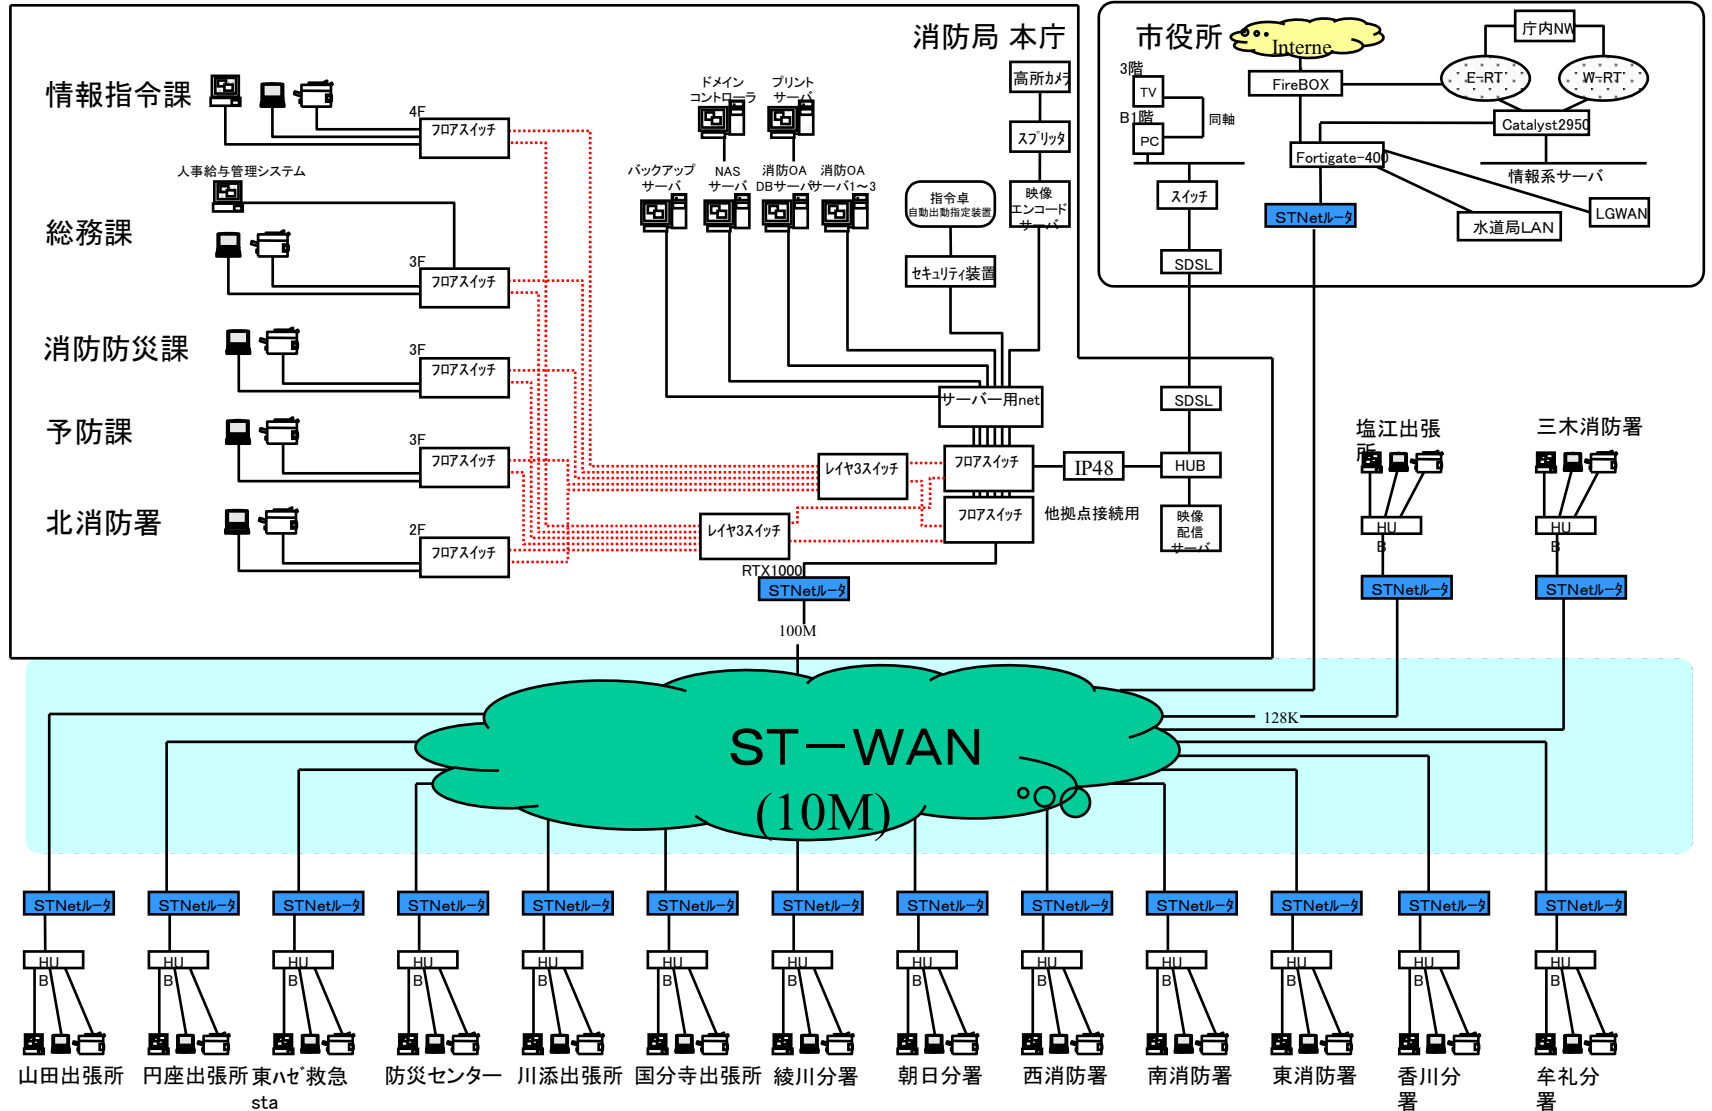 消防局 本庁
市役所
Interne
庁内NW
E-RT
W-RT
FireBOX
3階
TV
B1階
PC
同軸
Catalyst2950
Fortigate-400
情報系サーバ
スイッチ
STNetルータ
水道局LAN
LGWAN
SDSL
情報指令課
4F
フロアスイッチ
人事給与管理システム
総務課
3F
フロアスイッチ
消防防災課
3F
フロアスイッチ
予防課
3F
フロアスイッチ
北消防署
2F
フロアスイッチ
ドメイン
コントローラ
プリント
サーバ
バックアップ
サーバ
NAS
サーバ
消防OA
DBサーバ
消防OA
サーバ1～3
高所カメラ
スプリッタ
映像
エンコード
サーバ
指令卓
自動出動指定装置
セキュリティ装置
サーバー用net
レイヤ3スイッチ
フロアスイッチ
IP48
HUB
SDSL
レイヤ3スイッチ
フロアスイッチ
他拠点接続用
映像
配信
サーバ
RTX1000
STNetルータ
100M
塩江出張
所
HU
B
STNetルータ
三木消防署
HU
B
STNetルータ
128K
ST－WAN
(10M)
STNetルータ
STNetルータ
STNetルータ
STNetルータ
STNetルータ
STNetルータ
STNetルータ
STNetルータ
STNetルータ
STNetルータ
STNetルータ
STNetルータ
STNetルータ
HU
B
HU
B
HU
B
HU
B
HU
B
HU
B
HU
B
HU
B
HU
B
HU
B
HU
B
HU
B
HU
B
山田出張所
円座出張所
東ハゼ救急
sta
防災センター
川添出張所
国分寺出張所
綾川分署
朝日分署
西消防署
南消防署
東消防署
香川分
署
牟礼分
署